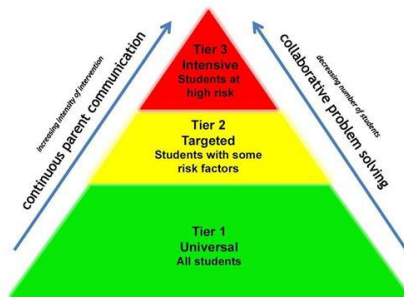 increasing intensity of intervention
continuous parent communication
Tier 3
Intensive
Students at
high risk
Tier 2
Targeted
Students with some
risk factors
Tier 1
Universal
All students
decreasing number of students
collaborative problem solving